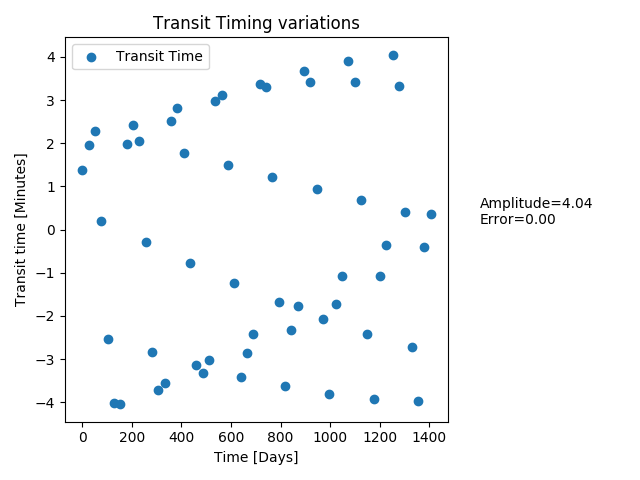 Transit Timing variations
Transit Time
4
3
2
1
0
−1
−2
−3
−4
Transit time [Minutes]
0 200 400 600 800 1000 1200 1400
Time [Days]
Amplitude=4.04
Error=0.00